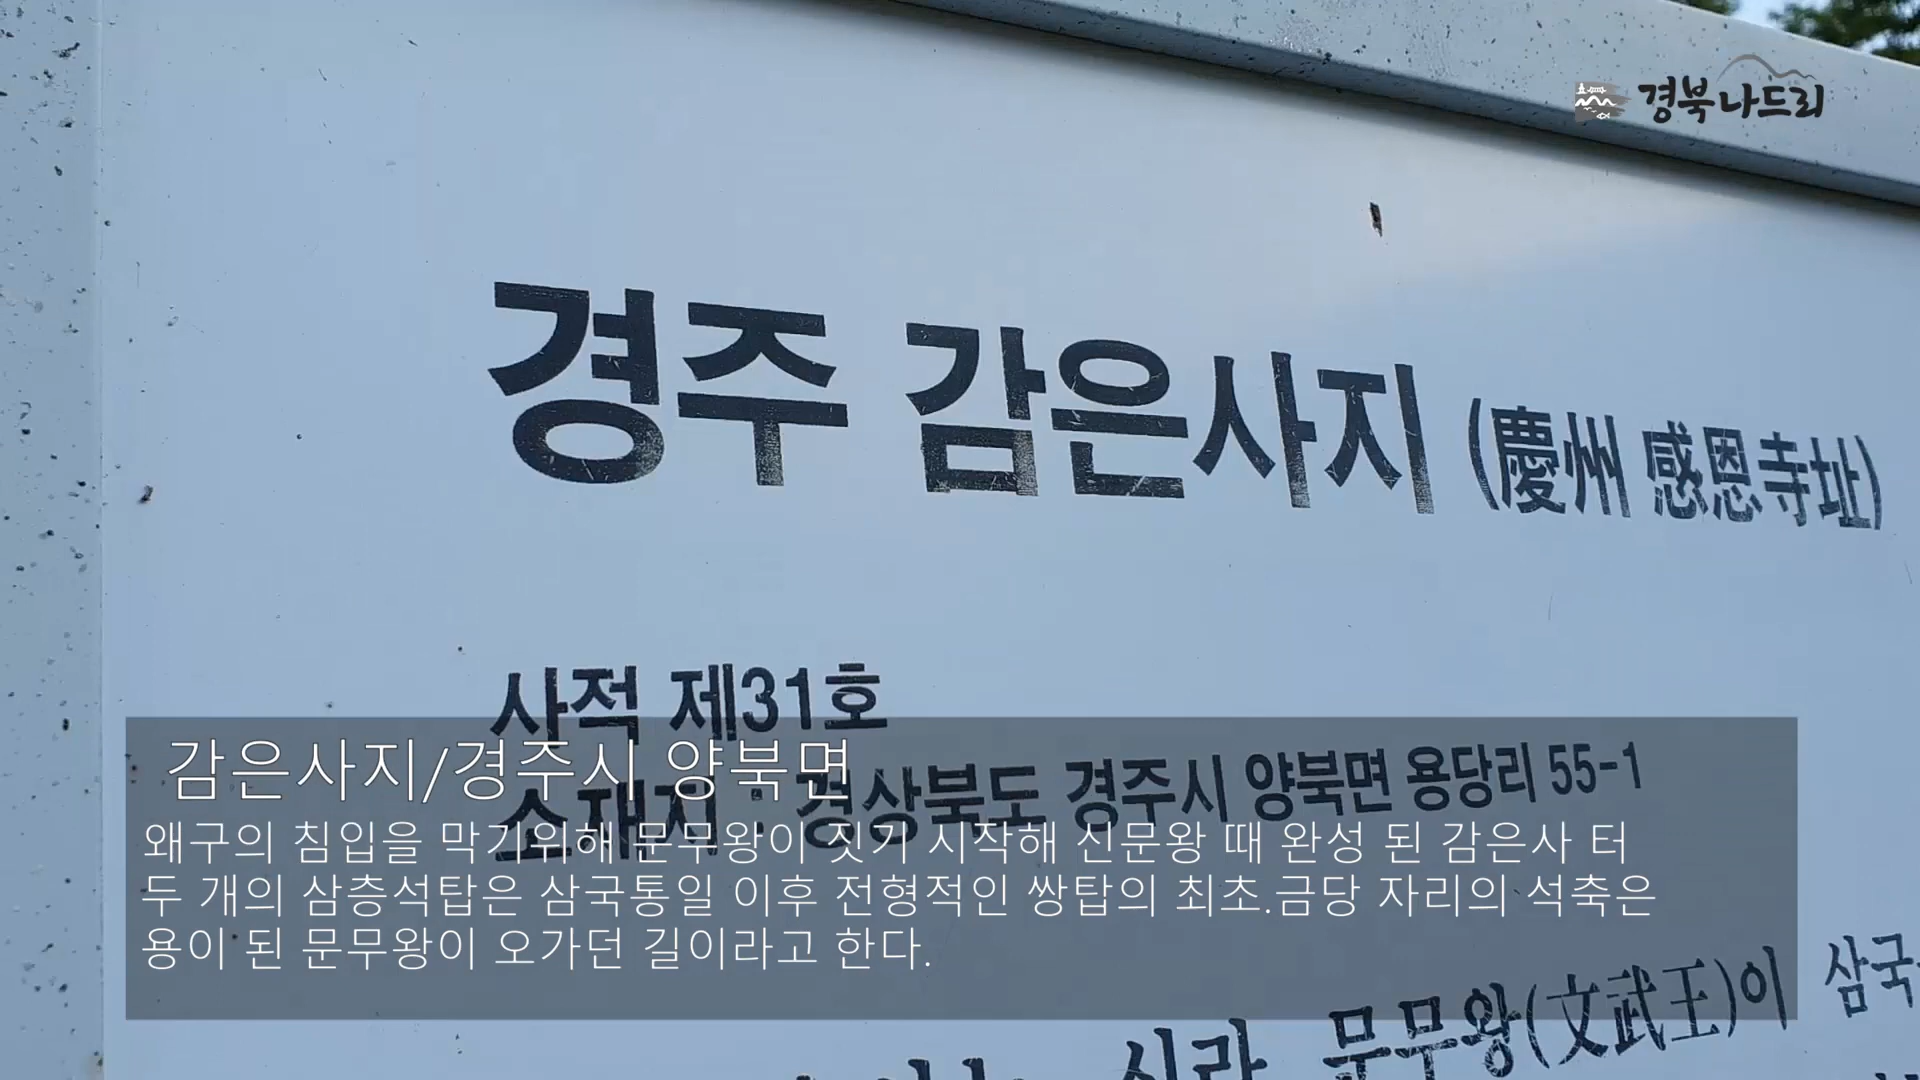 경북나드리
경주 감은사지 (慶州 感恩寺址)
사적 제31호
소재지 : 경상북도 경주시 양북면 용당리 55-1
감은사지/경주시 양북면
왜구의 침입을 막기위해 문무왕이 짓기 시작해 신문왕 때 완성 된 감은사 터
두 개의 삼층석탑은 삼국통일 이후 전형적인 쌍탑의 최초.금당 자리의 석축은
용이 된 문무왕이 오가던 길이라고 한다.
신라 문무왕(文武王)이 삼국